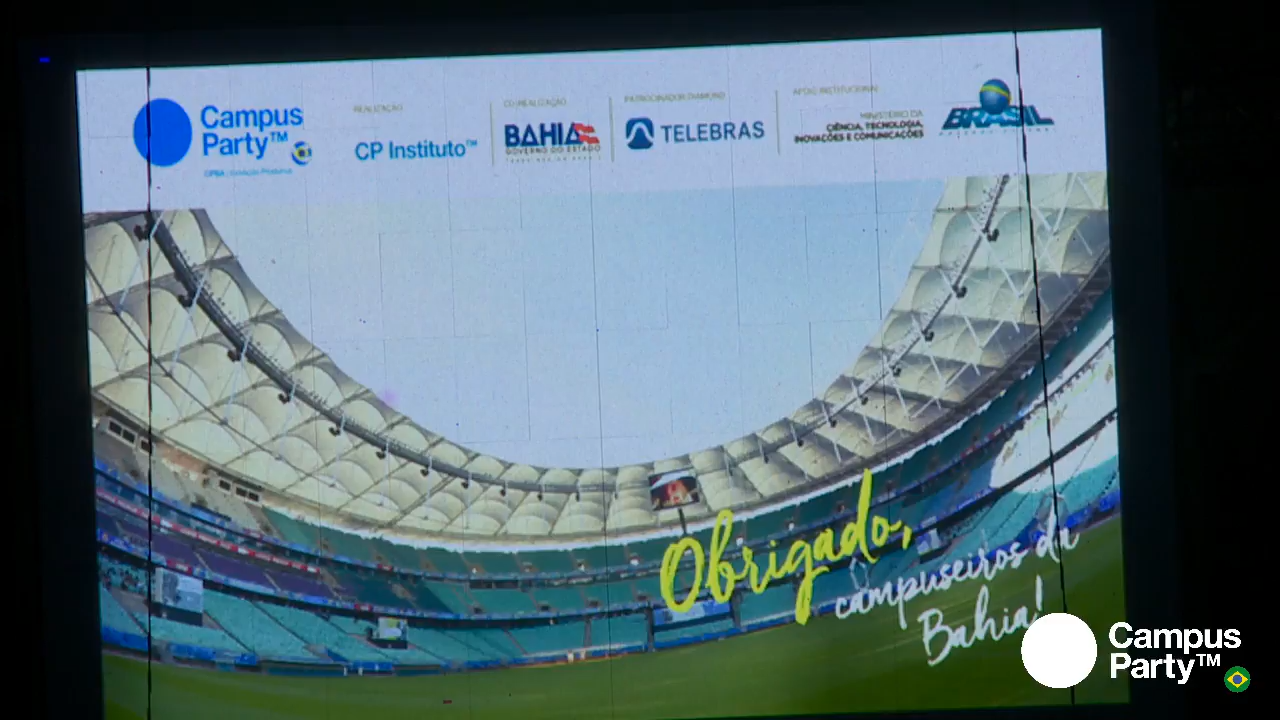 Campus
Party™
REALIZAÇÃO
CP Instituto™
CO-REALIZAÇÃO
BAHIA
GOVERNO DO ESTADO
PATROCINADOR DIAMOND
TELEBRAS
APOIO INSTITUCIONAL
MINISTÉRIO DA
CIÊNCIA, TECNOLOGIA,
INOVAÇÕES E COMUNICAÇÕES
BRASIL
Obrigado,
campuseiros da
Bahia!
Campus
Party™